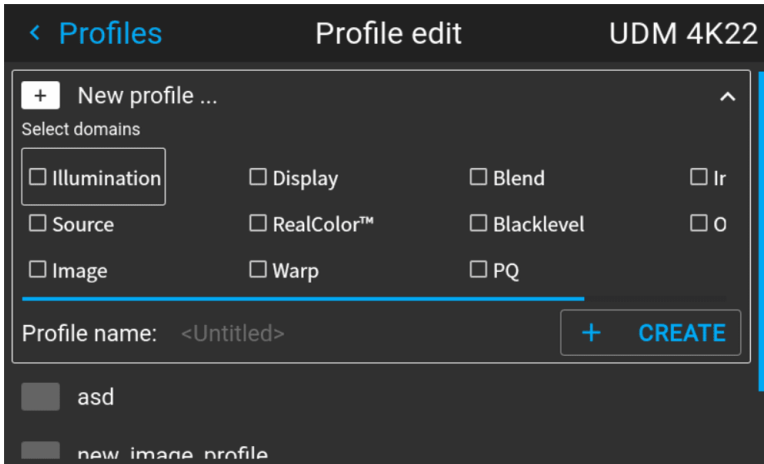 Profiles Profile edit UDM 4K22
+ New profile ...
Select domains
Illumination Display Blend
Source RealColor™ Blacklevel
Image Warp PQ
Profile name: <Untitled> + CREATE
asd
new_image_profile